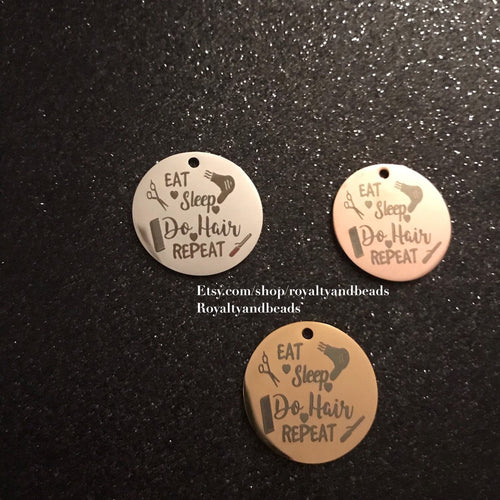 EAT
Sleep
Do Hair
REPEAT
EAT
Sleep
Do Hair
REPEAT
Etsy.com/shop/royaltyandbeads
Royaltyandbeads`
EAT
Sleep
Do Hair
REPEAT